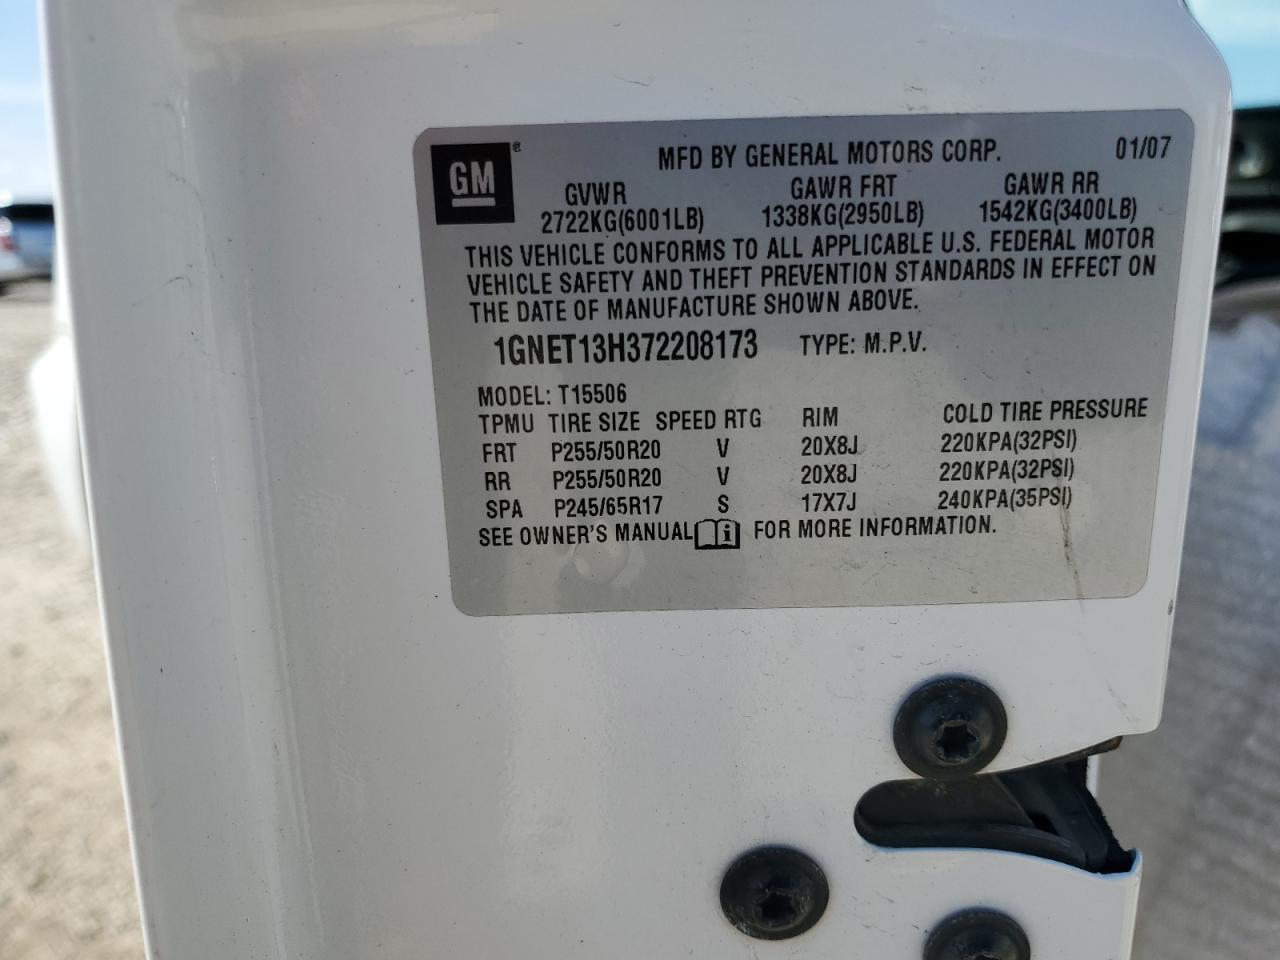 GM®
MFD BY GENERAL MOTORS CORP. 01/07
GVWR GAWR FRT GAWR RR
2722KG(6001LB) 1338KG(2950LB) 1542KG(3400LB)
THIS VEHICLE CONFORMS TO ALL APPLICABLE U.S. FEDERAL MOTOR
VEHICLE SAFETY AND THEFT PREVENTION STANDARDS IN EFFECT ON
THE DATE OF MANUFACTURE SHOWN ABOVE.
1GNET13H372208173 TYPE: M.P.V.
MODEL: T15506
TPMU TIRE SIZE SPEED RTG RIM COLD TIRE PRESSURE
FRT P255/50R20 V 20X8J 220KPA(32PSI)
RR P255/50R20 V 20X8J 220KPA(32PSI)
SPA P245/65R17 S 17X7J 240KPA(35PSI)
SEE OWNER'S MANUAL i FOR MORE INFORMATION.